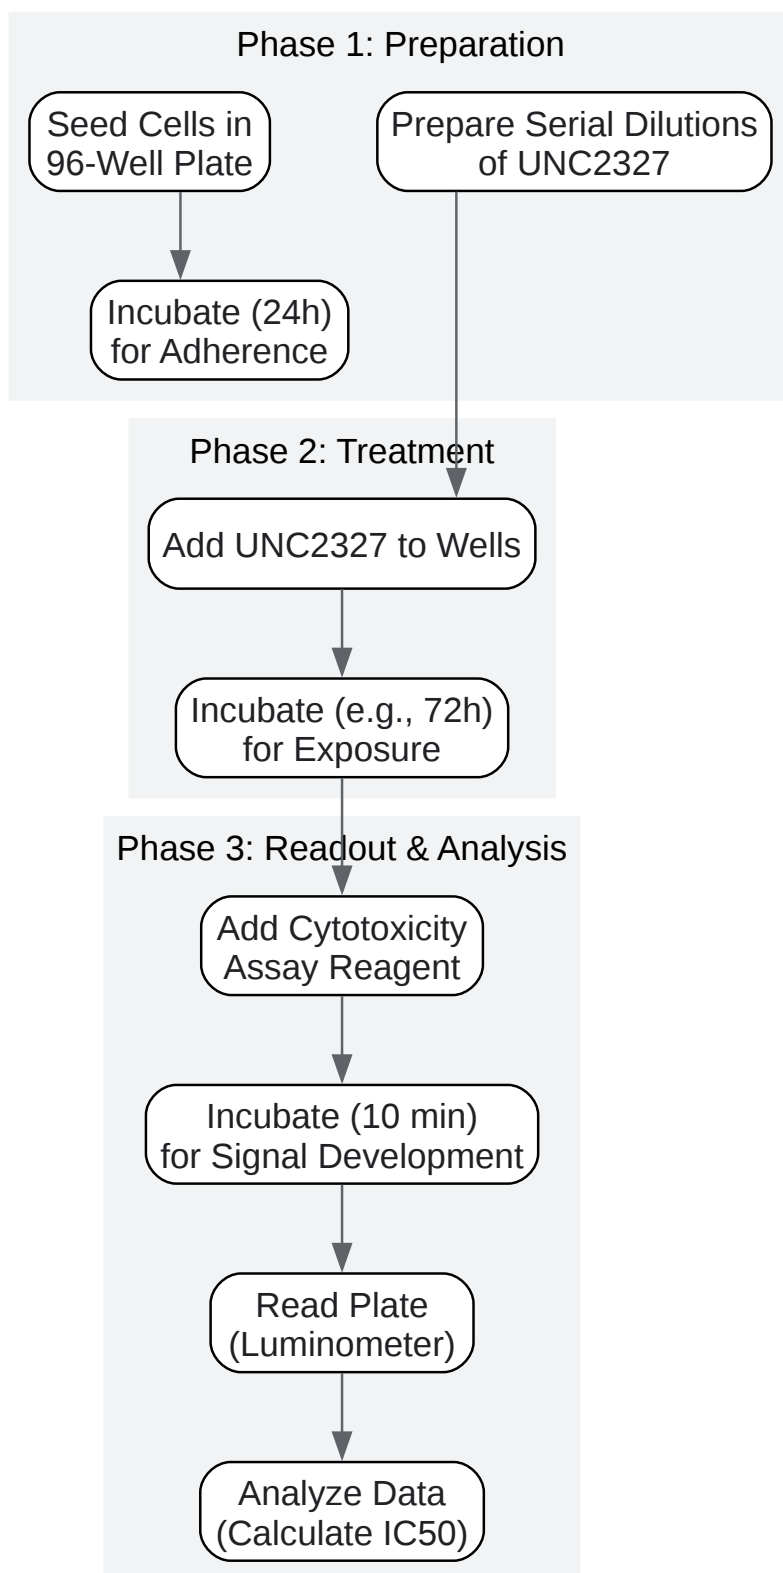 Phase 1: Preparation
Seed Cells in
96-Well Plate
Prepare Serial Dilutions
of UNC2327
Incubate (24h)
for Adherence
Phase 2: Treatment
Add UNC2327 to Wells
Incubate (e.g., 72h)
for Exposure
Phase 3: Readout & Analysis
Add Cytotoxicity
Assay Reagent
Incubate (10 min)
for Signal Development
Read Plate
(Luminometer)
Analyze Data
(Calculate IC50)